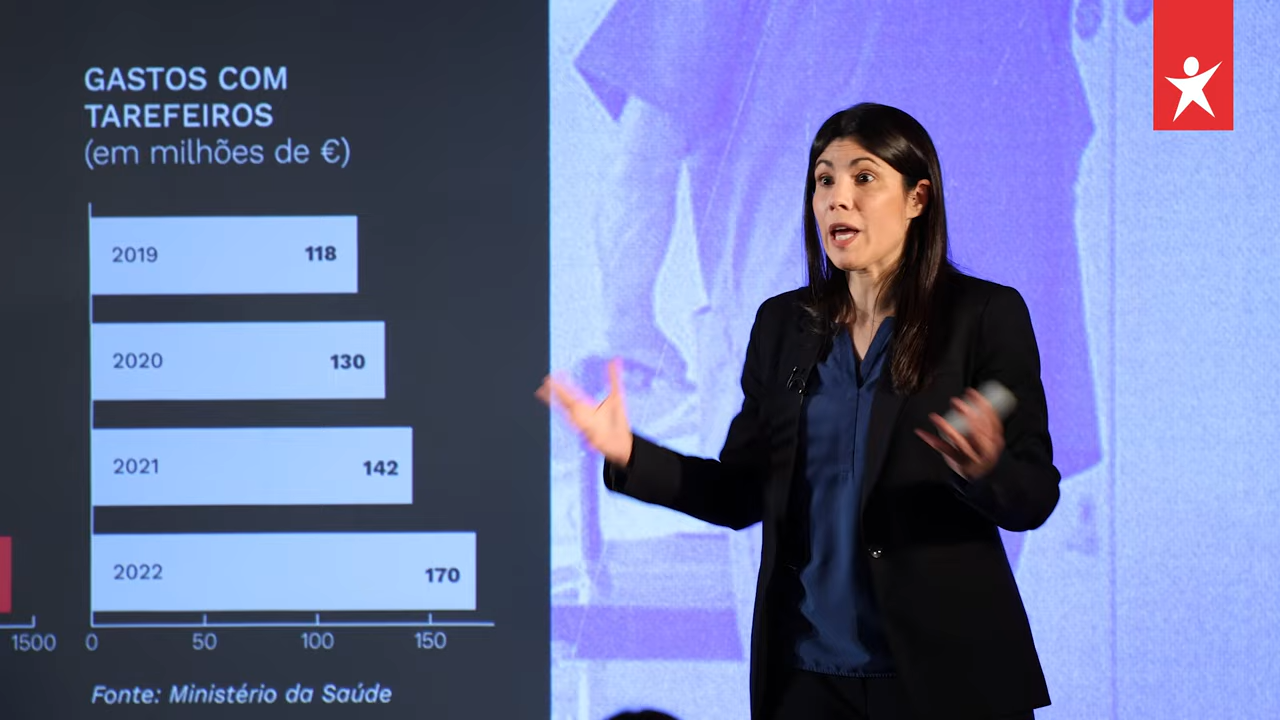 GASTOS COM
TAREFEIROS
(em milhões de €)
2019 118
2020 130
2021 142
2022 170
1500 0 50 100 150
Fonte: Ministério da Saúde